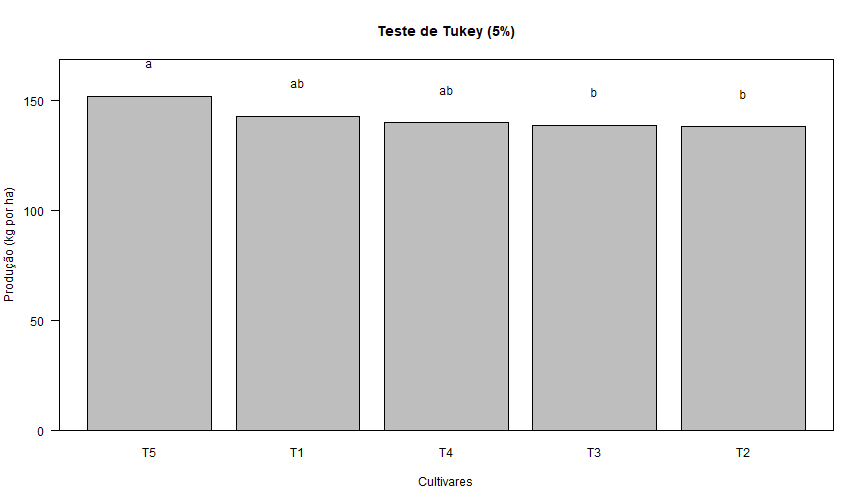 Teste de Tukey (5%)
a
ab
ab
b
b
150
100
50
0
Produção (kg por ha)
T5
T1
T4
T3
T2
Cultivares